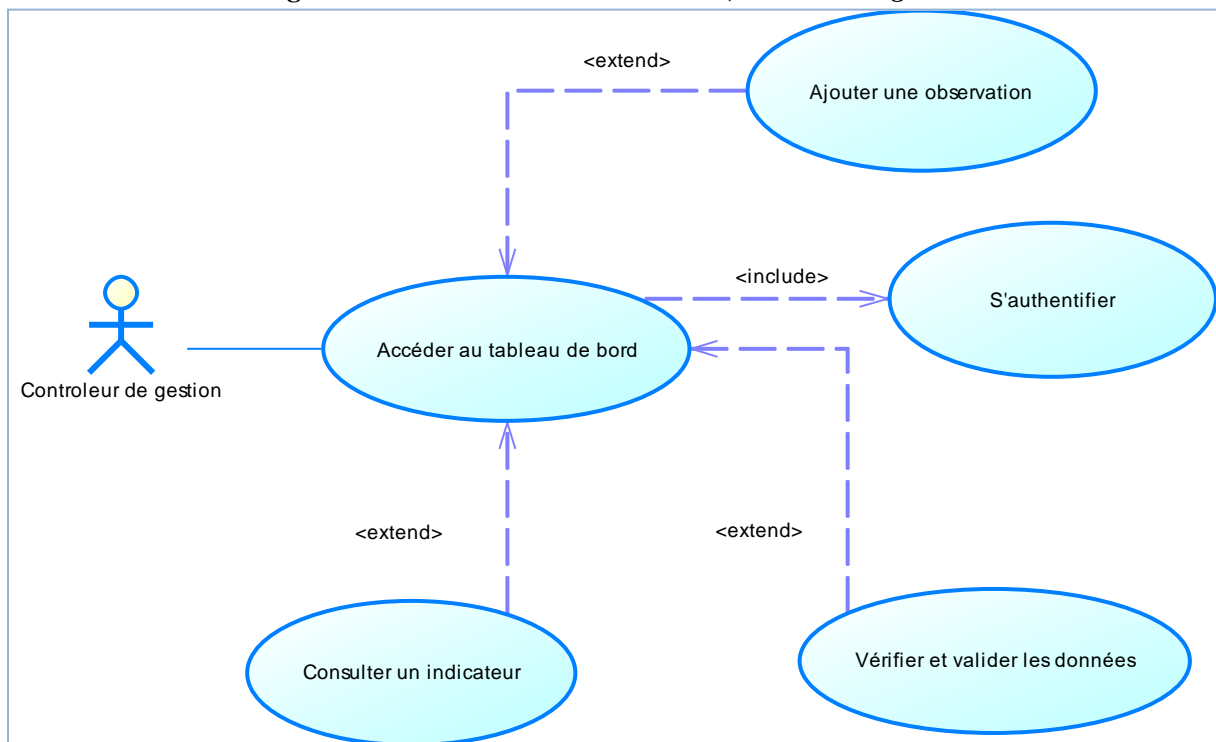 <extend>
Ajouter une observation
<include>
S'authentifier
Accéder au tableau de bord
Controleur de gestion
<extend>
<extend>
Consulter un indicateur
Vérifier et valider les données